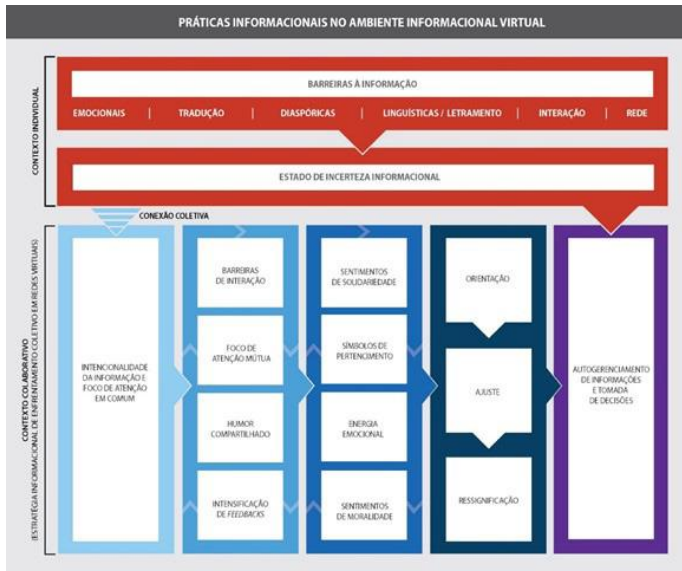 PRÁTICAS INFORMACIONAIS NO AMBIENTE INFORMACIONAL VIRTUAL
CONTEXTO INDIVIDUAL
BARREIRAS À INFORMAÇÃO
EMOCIONAIS | TRADUÇÃO | DIASPÓRICAS | LINGUÍSTICAS / LETRAMENTO | INTERAÇÃO | REDE
ESTADO DE INCERTEZA INFORMACIONAL
CONEXÃO COLETIVA
CONTEXTO COLABORATIVO
(ESTRATÉGIA INFORMACIONAL DE ENFRENTAMENTO COLETIVO EM REDES VIRTUAIS)
INTENCIONALIDADE
DA INFORMAÇÃO E
FOCO DE ATENÇÃO
EM COMUM
BARREIRAS
DE INTERAÇÃO
FOCO DE
ATENÇÃO MÚTUA
HUMOR
COMPARTILHADO
INTENSIFICAÇÃO
DE FEEDBACKS
SENTIMENTOS
DE SOLIDARIEDADE
SÍMBOLOS DE
PERTENCIMENTO
ENERGIA
EMOCIONAL
SENTIMENTOS
DE MORALIDADE
ORIENTAÇÃO
AJUSTE
RESSIGNIFICAÇÃO
AUTOGERENCIAMENTO
DE INFORMAÇÕES
E TOMADA
DE DECISÕES